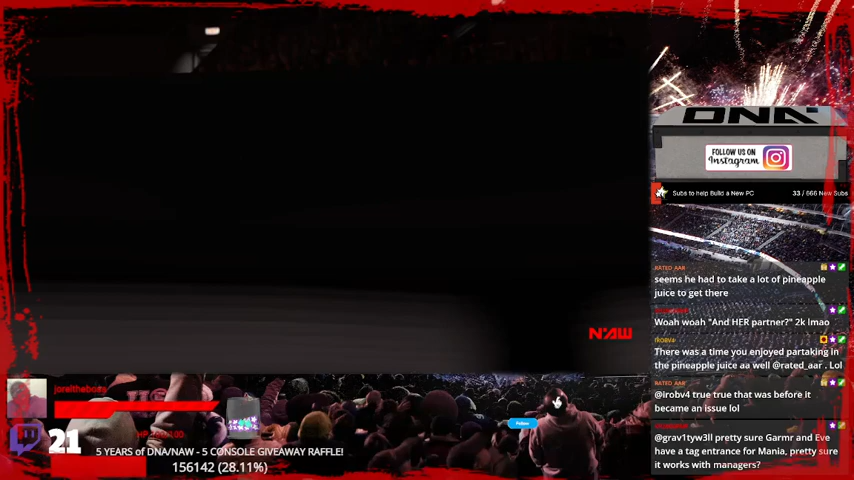 DNA
FOLLOW US ON
Instagram
Subs to help Build a New PC 33 / 666 New Subs
RATED_AAR
seems he had to take a lot of pineapple
juice to get there
Woah woah "And HER partner?" 2k lmao
IROBV4
There was a time you enjoyed partaking in
the pineapple juice aa well @rated_aar . Lol
RATED_AAR
@irobv4 true true that was before it
became an issue lol
@grav1tyw3ll pretty sure Garmr and Eve
have a tag entrance for Mania, pretty sure
it works with managers?
NAW
joreltheboss
Follow
21
5 YEARS of DNA/NAW - 5 CONSOLE GIVEAWAY RAFFLE!
156142 (28.11%)